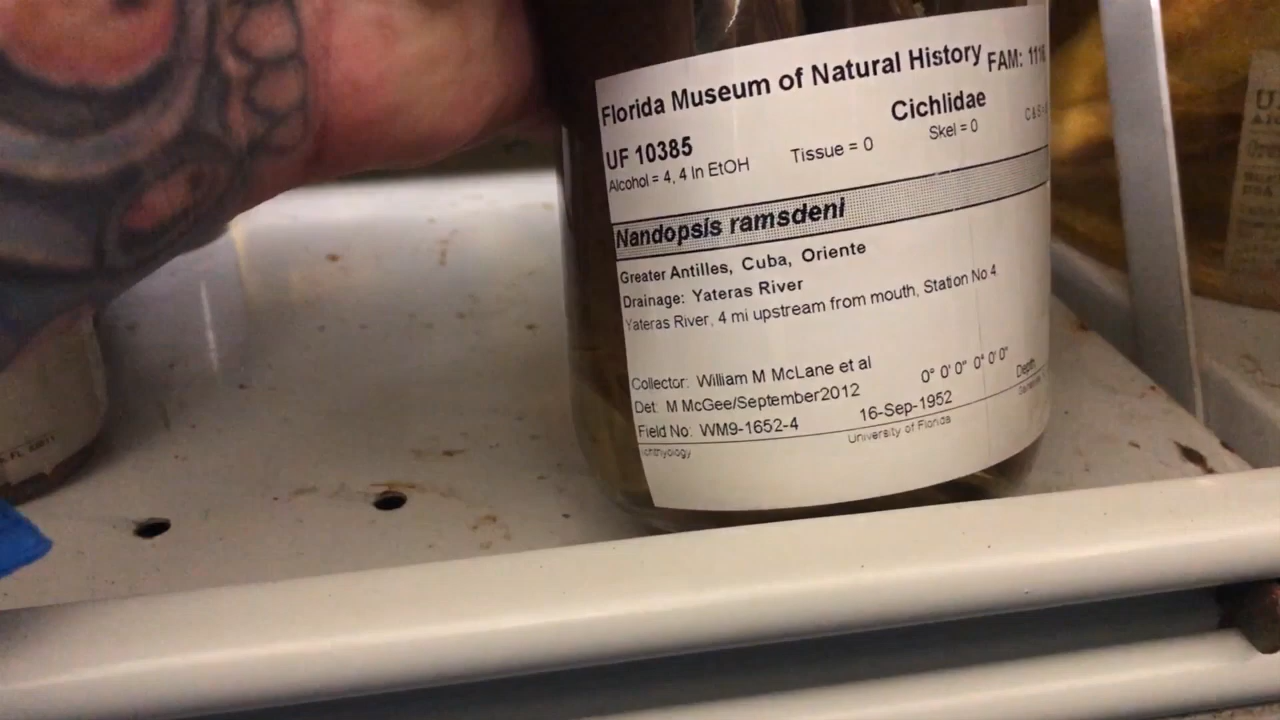 Florida Museum of Natural History FAM: 111
Cichlidae
UF 10385
Alcohol = 4, 4 In EtOH Tissue = 0 Skel = 0
Nandopsis ramsdeni
Greater Antilles, Cuba, Oriente
Drainage: Yateras River
Yateras River, 4 mi upstream from mouth, Station No 4
Collector: William M McLane et al 0° 0' 0" 0° 0' 0"
Det: M McGee/September2012 Depth
Field No: WM9-1652-4 16-Sep-1952
Ichthyology University of Florida